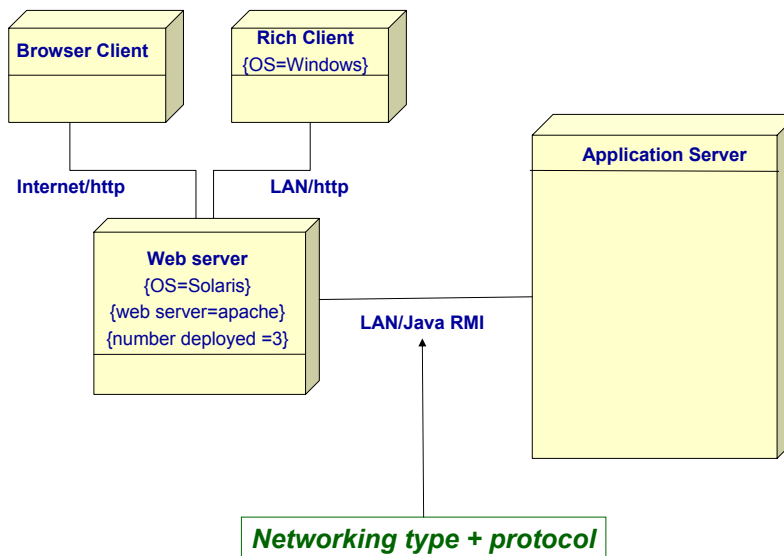 Browser Client
Rich Client
{OS=Windows}
Application Server
Internet/http
LAN/http
Web server
{OS=Solaris}
{web server=apache}
{number deployed =3}
LAN/Java RMI
Networking type + protocol